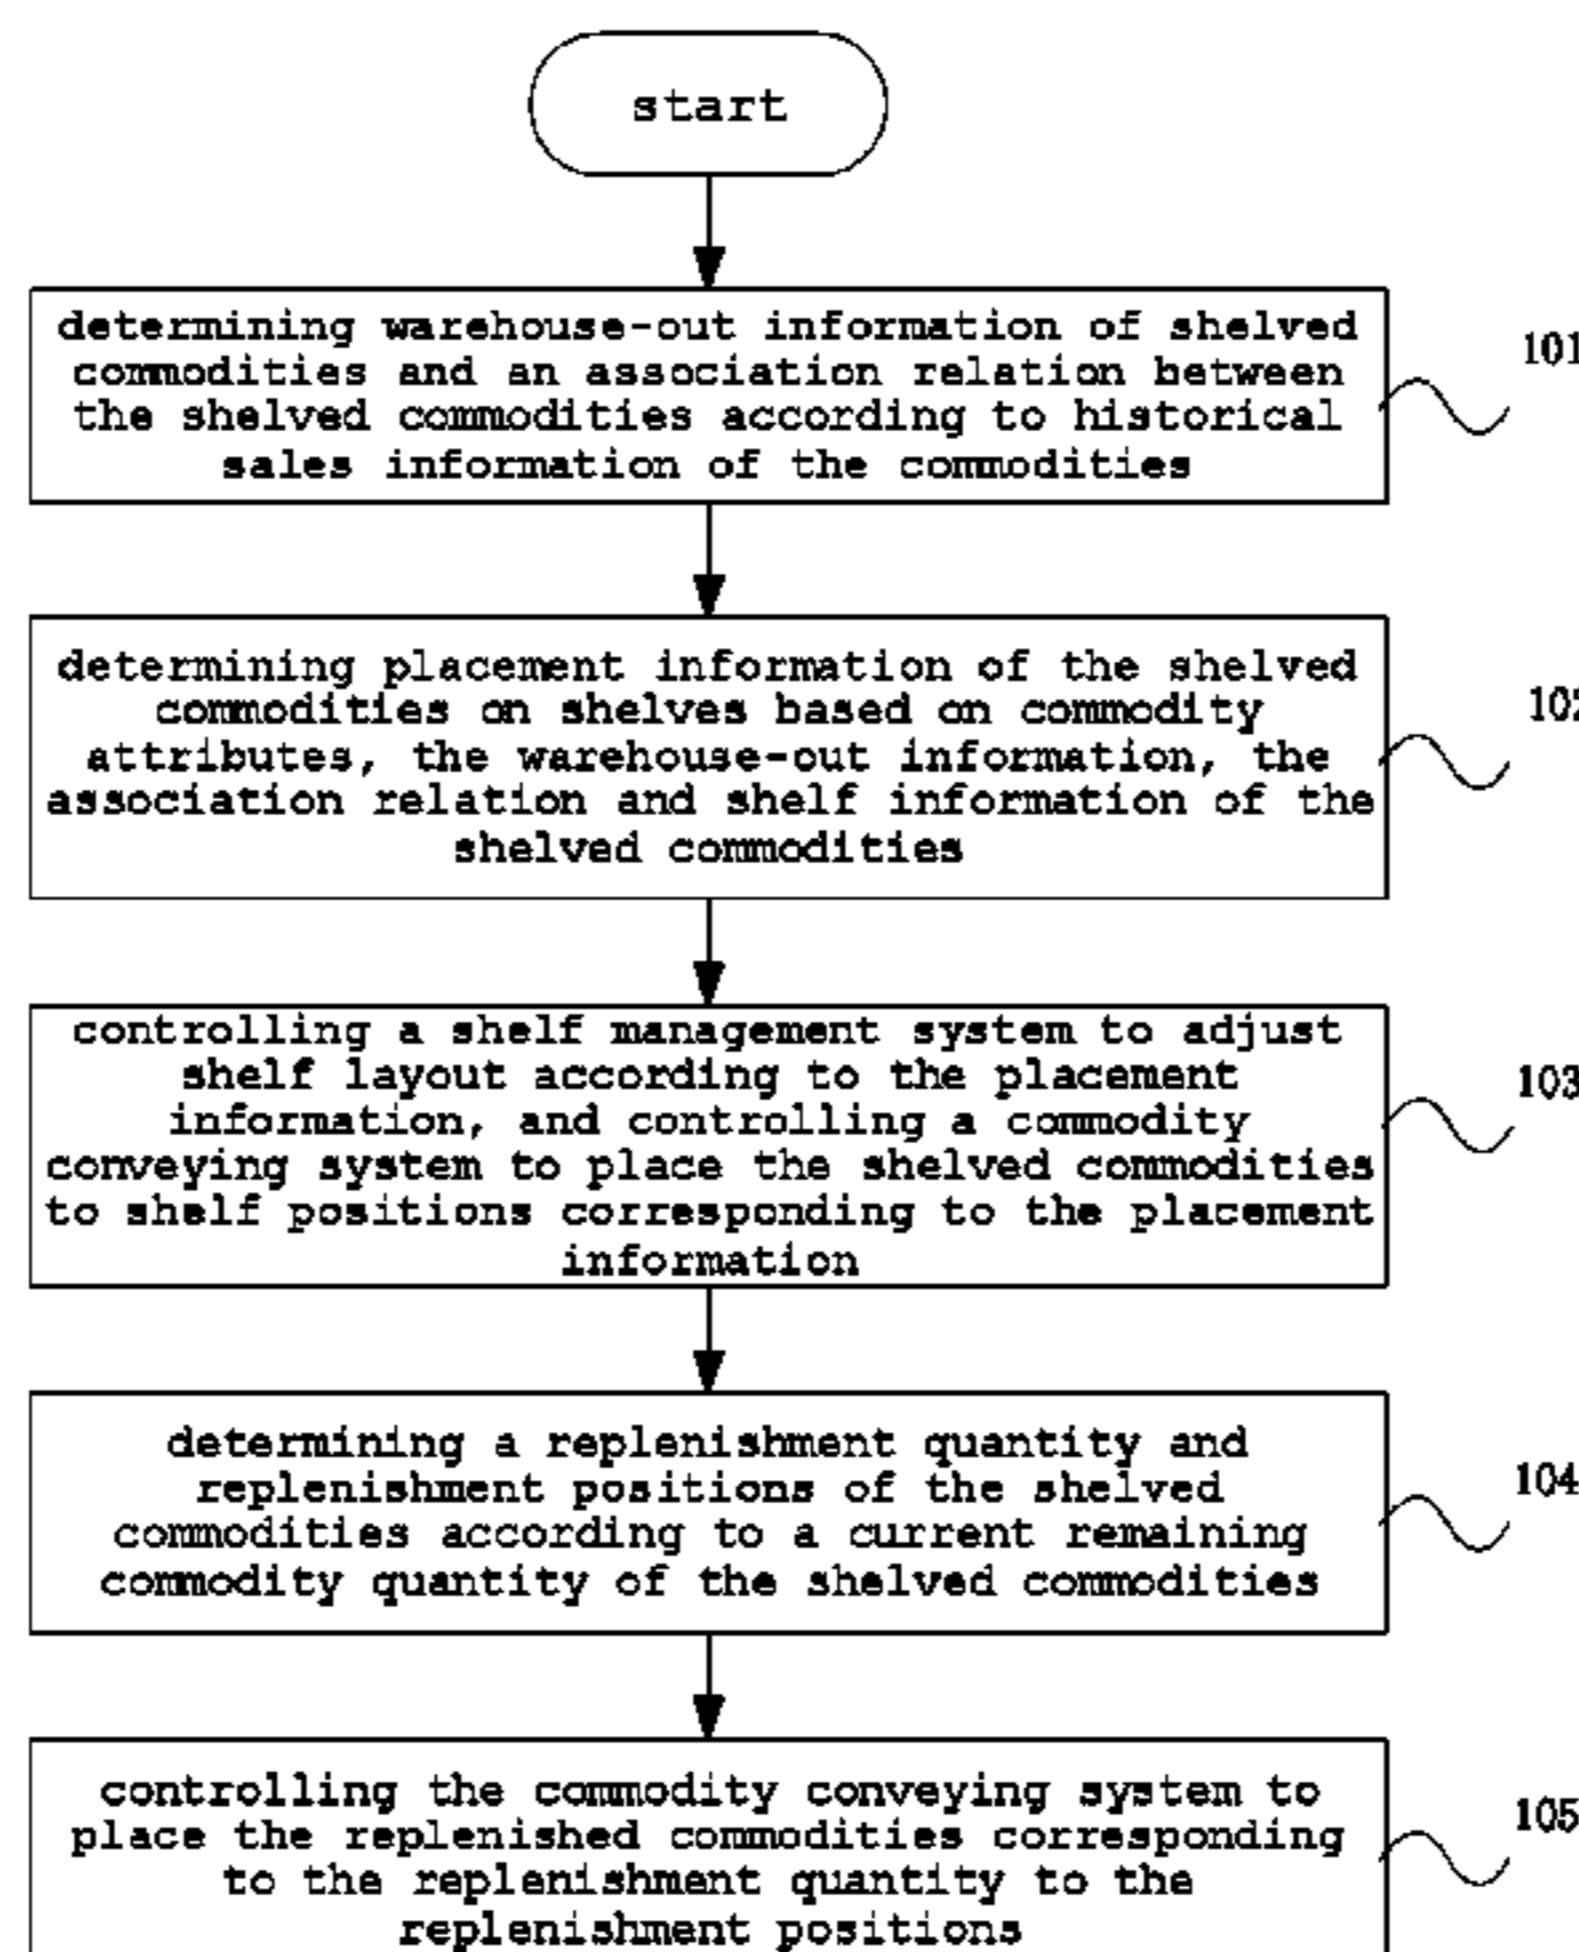 start
determining warehouse-out information of shelved
commodities and an association relation between
the shelved commodities according to historical
sales information of the commodities
101
determining placement information of the shelved
commodities on shelves based on commodity
attributes, the warehouse-out information, the
association relation and shelf information of the
shelved commodities
102
controlling a shelf management system to adjust
shelf layout according to the placement
information, and controlling a commodity
conveying system to place the shelved commodities
to shelf positions corresponding to the placement
information
103
determining a replenishment quantity and
replenishment positions of the shelved
commodities according to a current remaining
commodity quantity of the shelved commodities
104
controlling the commodity conveying system to
place the replenished commodities corresponding
to the replenishment quantity to the
replenishment positions
105